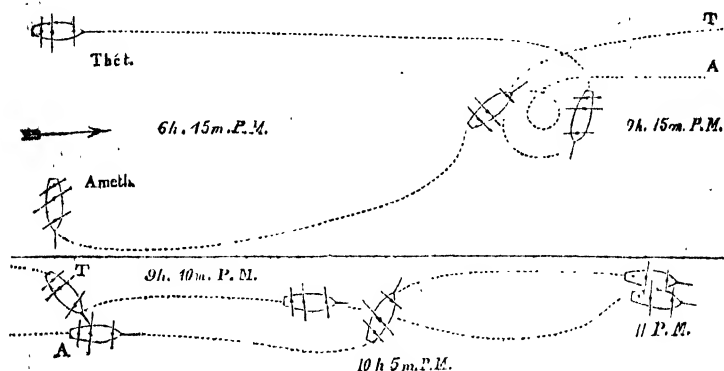 T
Thét.
A
6h. 15m. P.M.
9h. 15m. P.M.
Ameth.
T
9h. 10m. P. M.
A
11 P.M.
10 h 5 m. P.M.